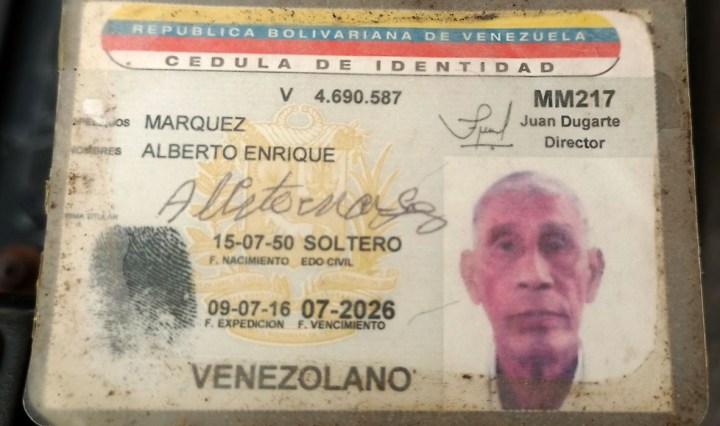 REPUBLICA BOLIVARIANA DE VENEZUELA
CEDULA DE IDENTIDAD
V 4.690.587
MM217
Juan Dugarte
Director
MARQUEZ
ALBERTO ENRIQUE
15-07-50 SOLTERO
F. NACIMIENTO EDO CIVIL
09-07-16 07-2026
F. EXPEDICION F. VENCIMIENTO
VENEZOLANO